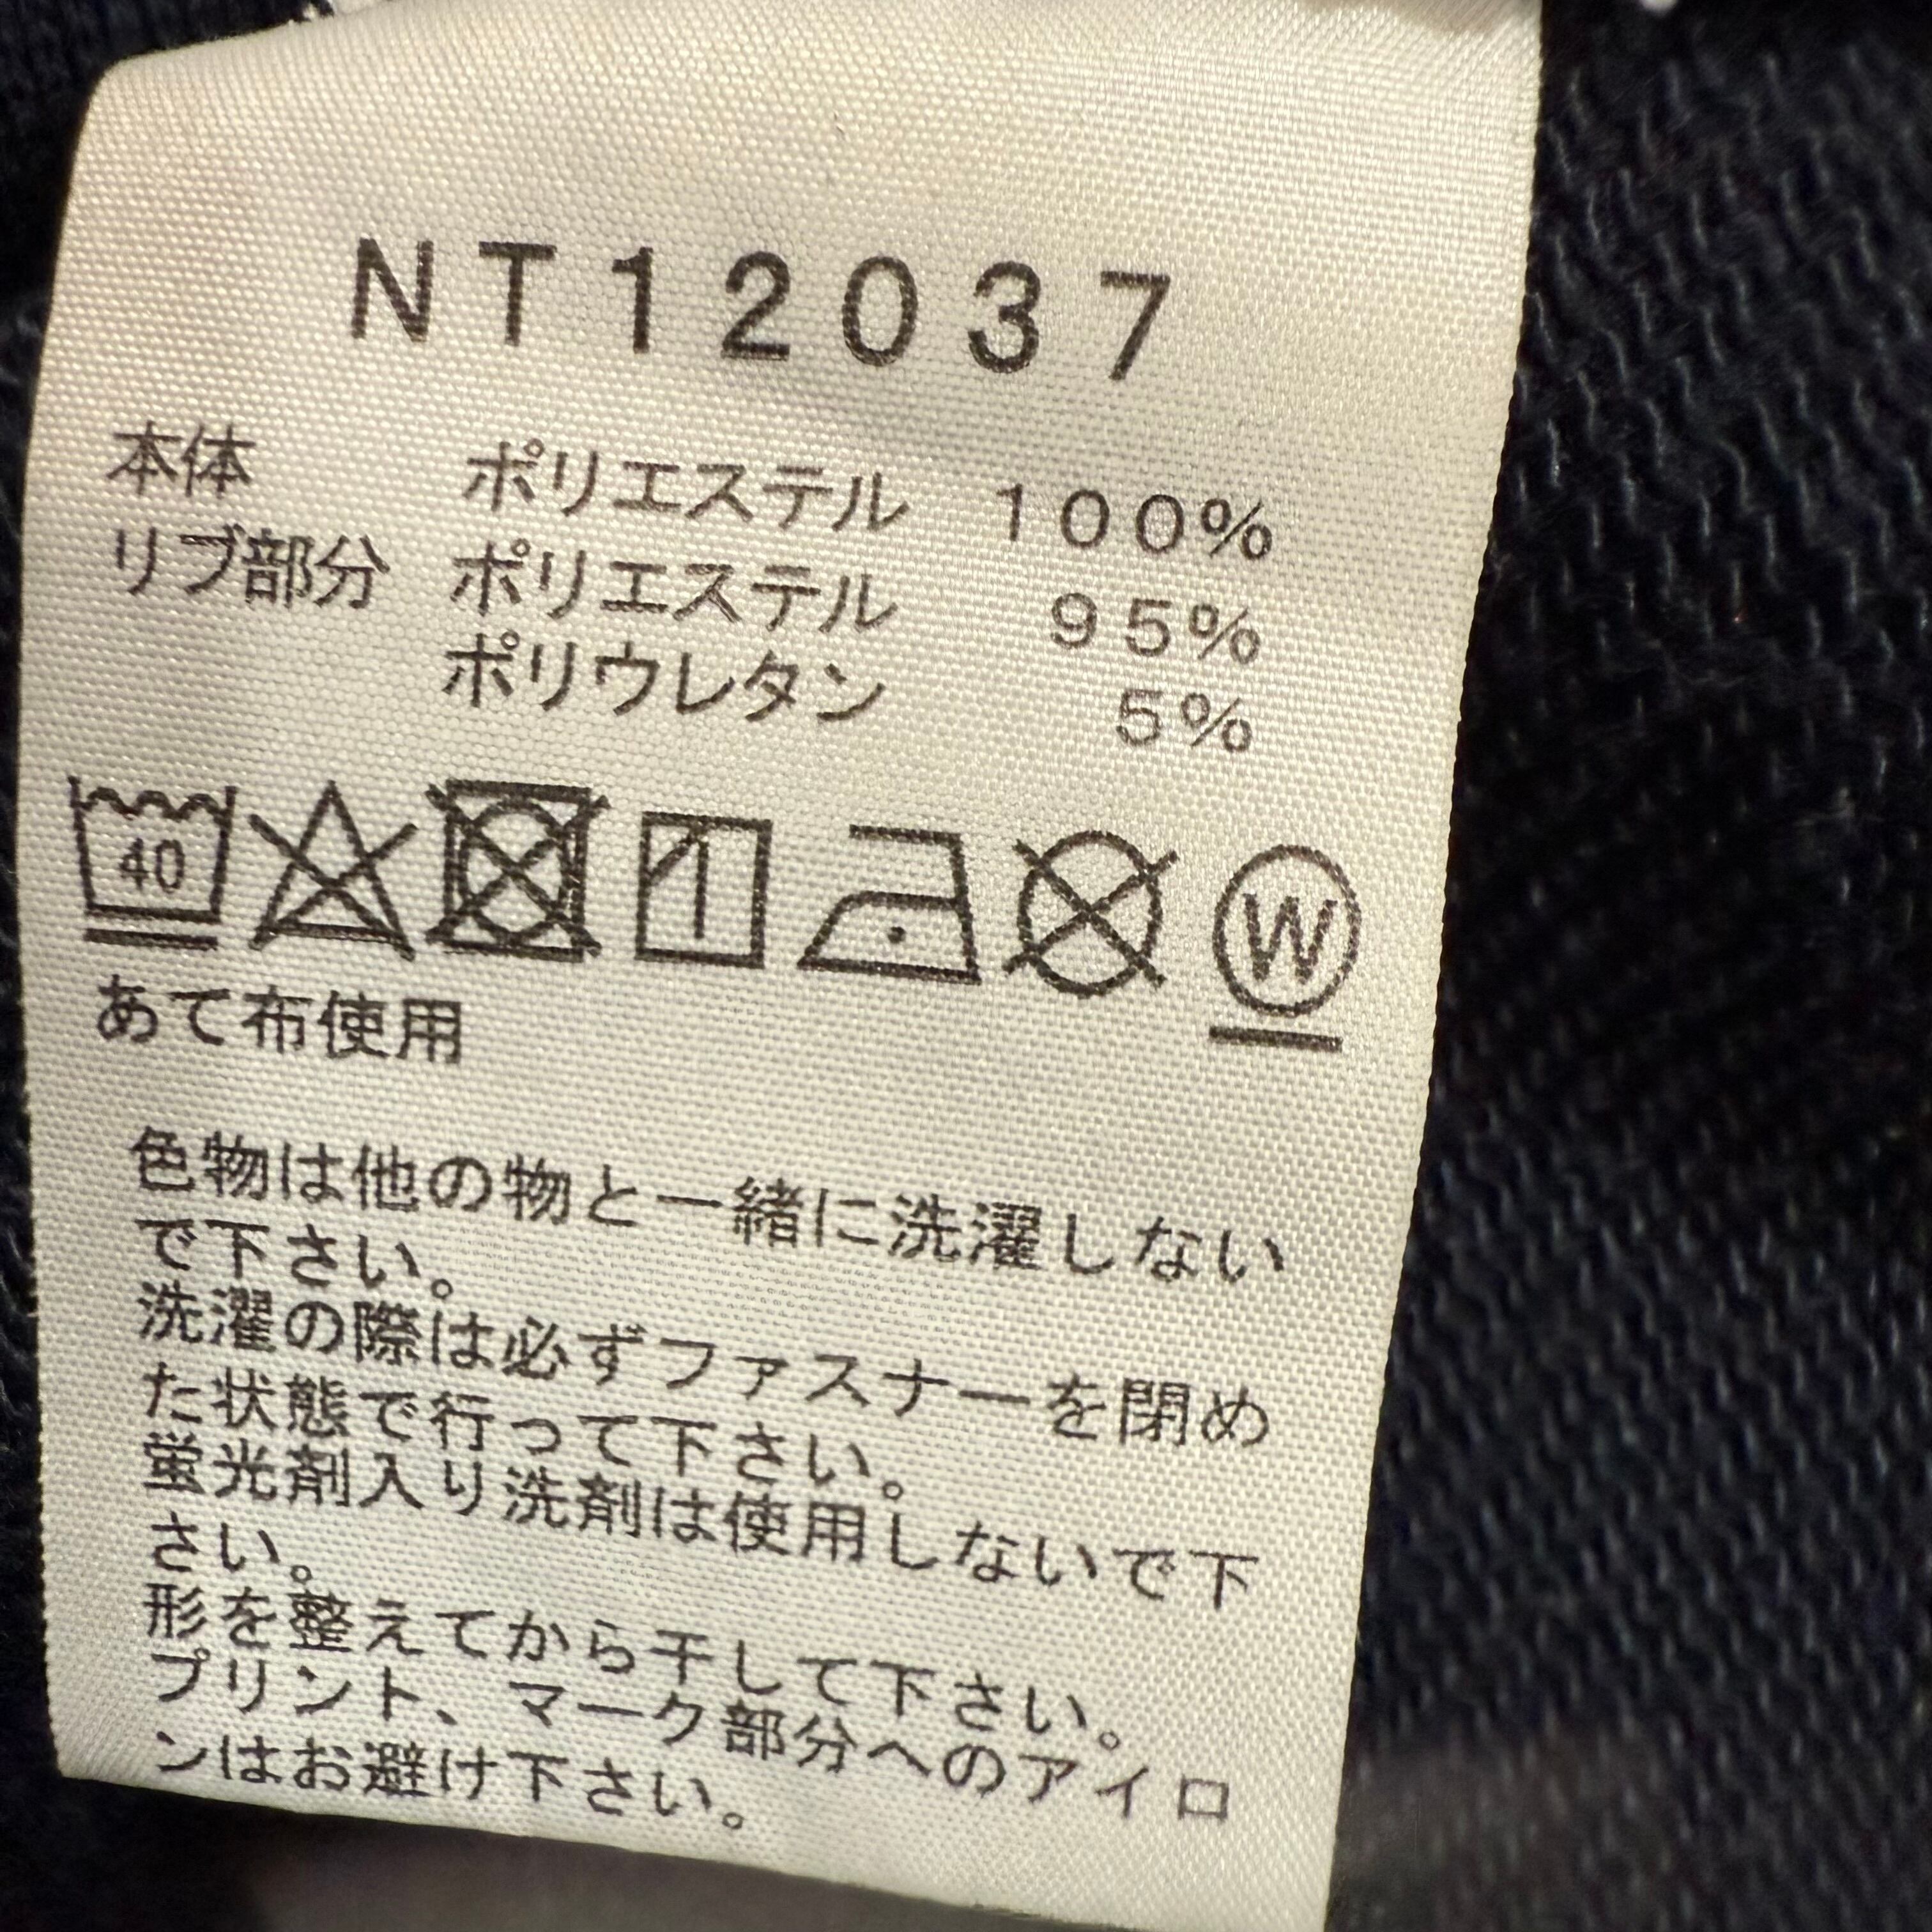 NT12037
本体 ポリエステル 100%
リブ部分 ポリエステル 95%
ポリウレタン 5%
40 W
あて布使用
色物は他の物と一緒に洗濯しない
で下さい。
洗濯の際は必ずファスナーを閉め
た状態で行って下さい。
蛍光剤入り洗剤は使用しないで下
さい。
形を整えてから干して下さい。
プリント、マーク部分へのアイロ
ンはお避け下さい。